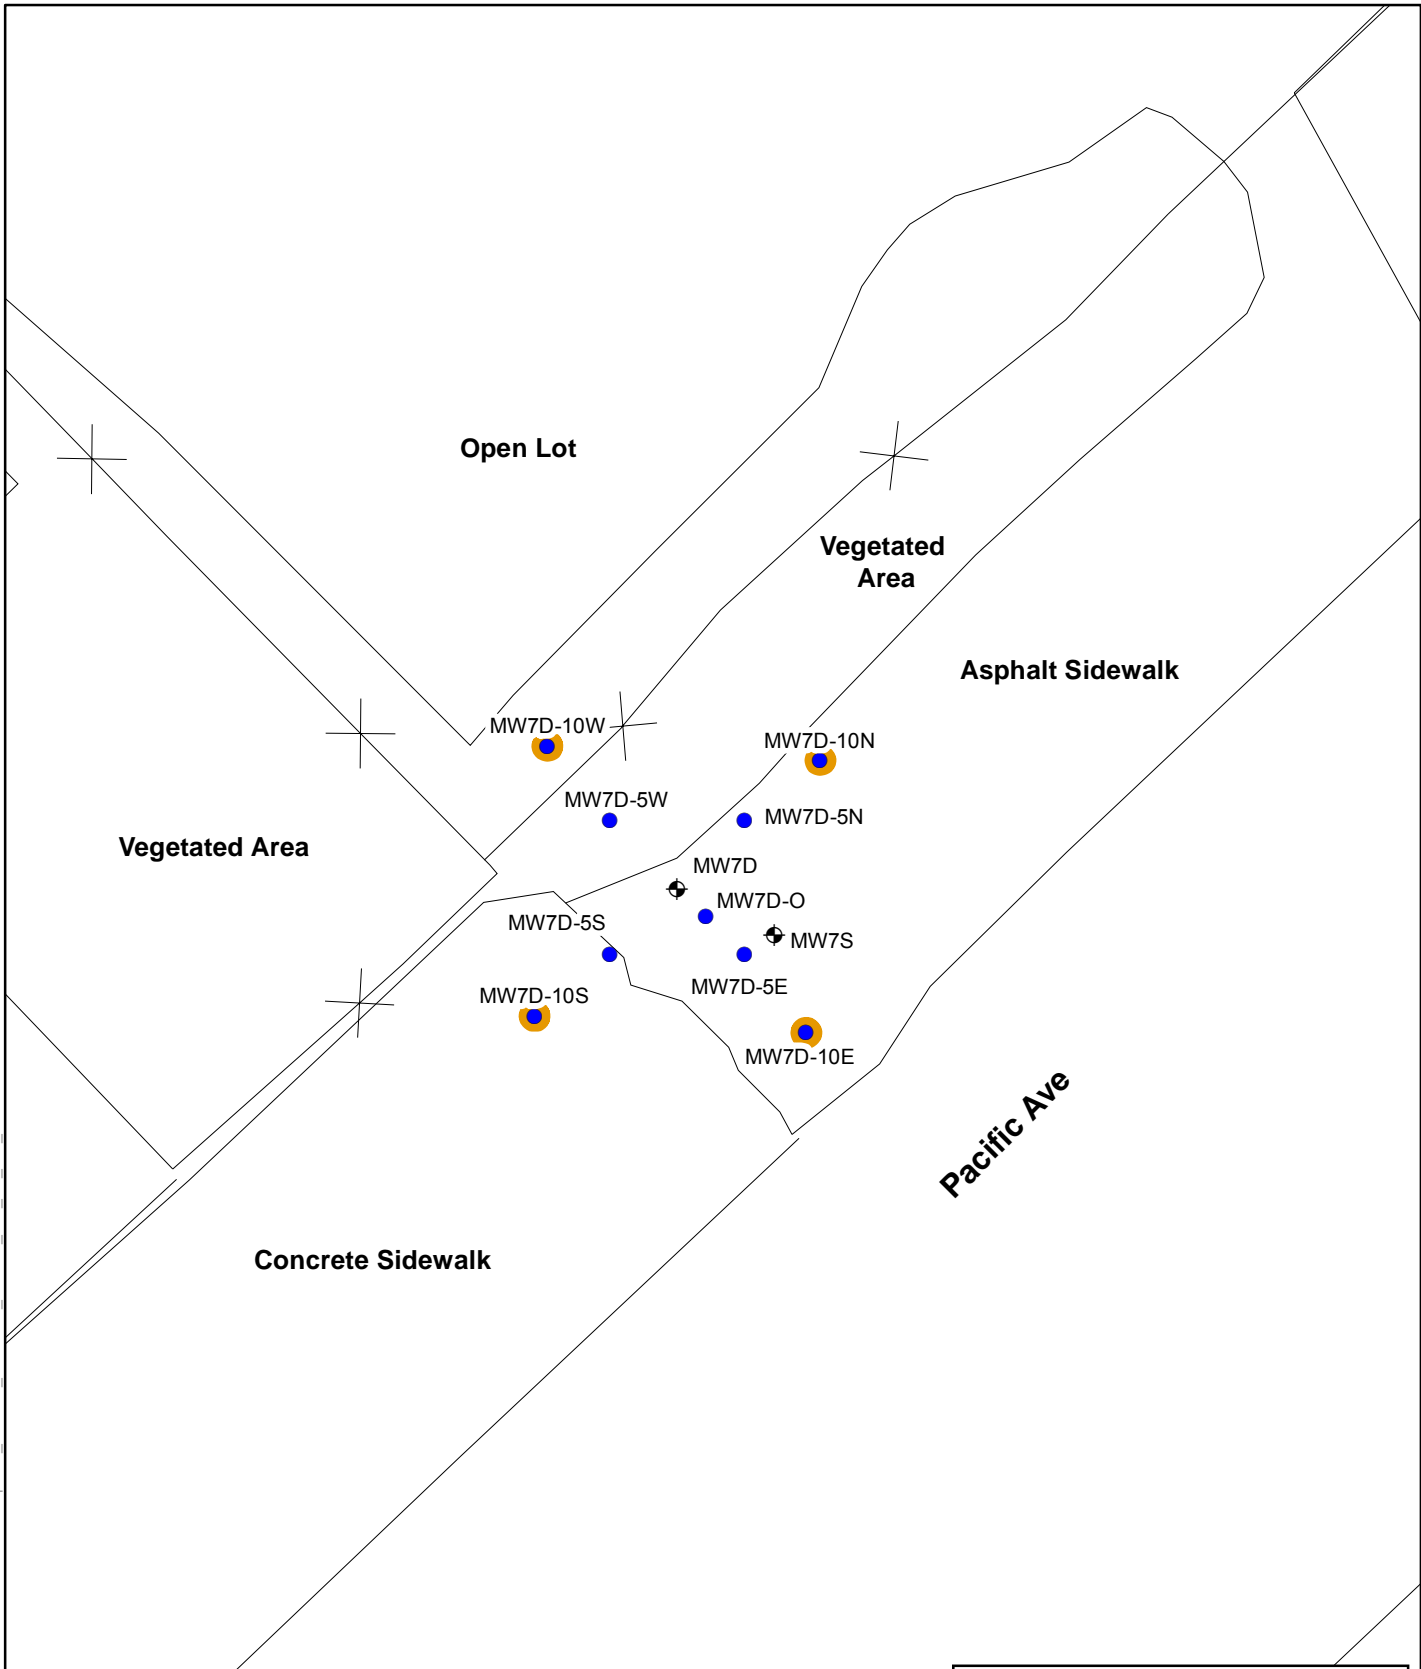 Open Lot
Vegetated
Area
Asphalt Sidewalk
MW7D-10W
MW7D-10N
MW7D-5W
MW7D-5N
Vegetated Area
MW7D
MW7D-O
MW7D-5S
MW7S
MW7D-5E
MW7D-10S
MW7D-10E
Pacific Ave
Concrete Sidewalk